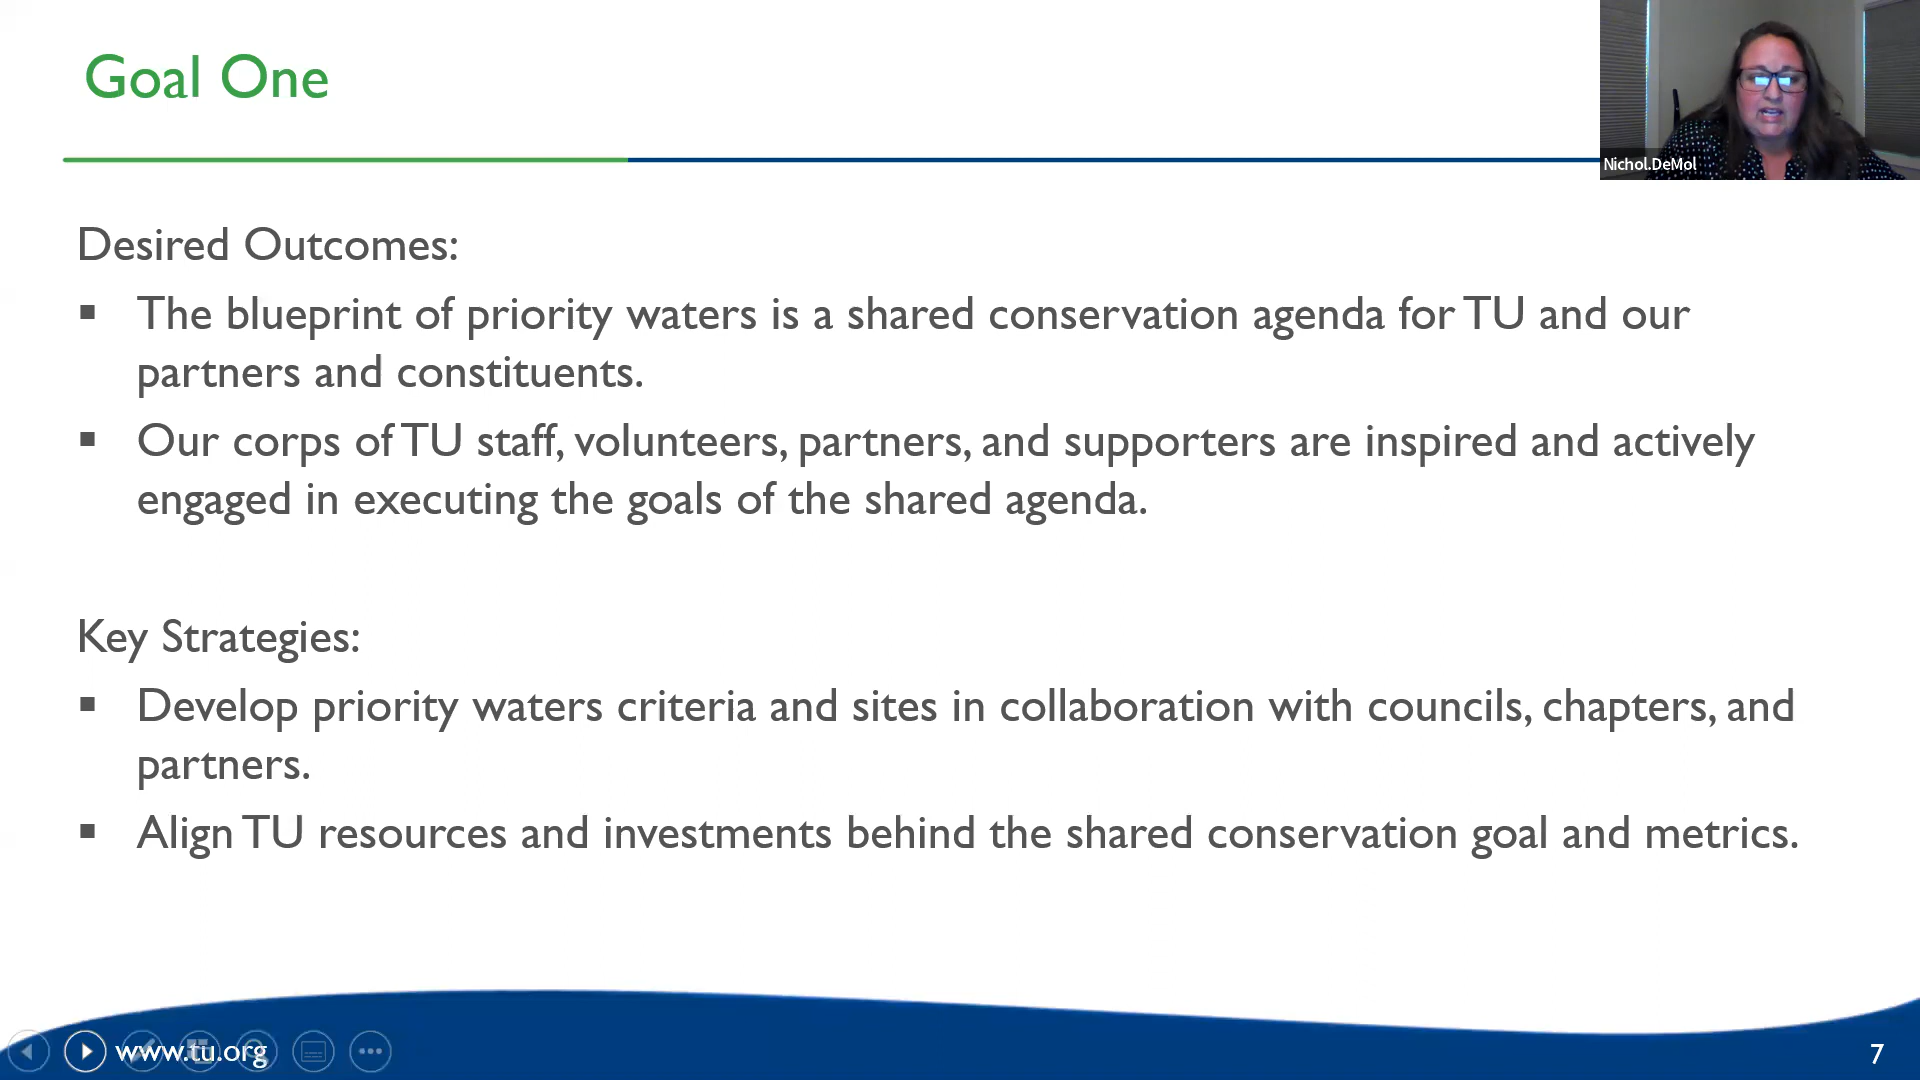 Goal One
Nichol.DeMol
Desired Outcomes:
▪ The blueprint of priority waters is a shared conservation agenda for TU and our
partners and constituents.
▪ Our corps of TU staff, volunteers, partners, and supporters are inspired and actively
engaged in executing the goals of the shared agenda.
Key Strategies:
▪ Develop priority waters criteria and sites in collaboration with councils, chapters, and
partners.
▪ Align TU resources and investments behind the shared conservation goal and metrics.
www.tu.org
7